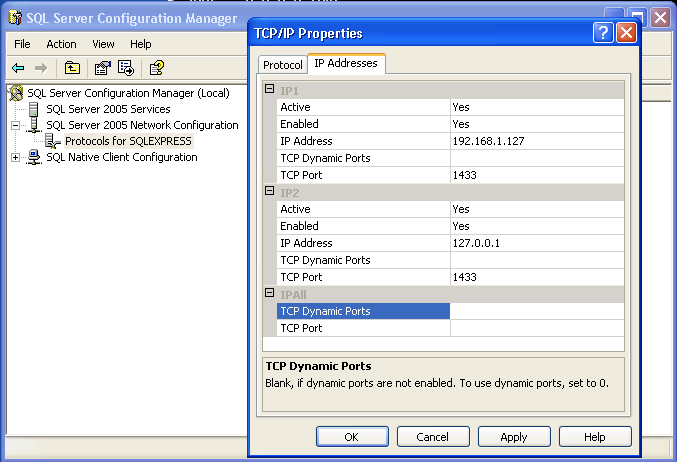 SQL Server Configuration Manager
File Action View Help
SQL Server Configuration Manager (Local)
SQL Server 2005 Services
SQL Server 2005 Network Configuration
Protocols for SQLEXPRESS
SQL Native Client Configuration
TCP/IP Properties
Protocol IP Addresses
IP1
Active Yes
Enabled Yes
IP Address 192.168.1.127
TCP Dynamic Ports
TCP Port 1433
IP2
Active Yes
Enabled Yes
IP Address 127.0.0.1
TCP Dynamic Ports
TCP Port 1433
IPAll
TCP Dynamic Ports
TCP Port
TCP Dynamic Ports
Blank, if dynamic ports are not enabled. To use dynamic ports, set to 0.
OK Cancel Apply Help